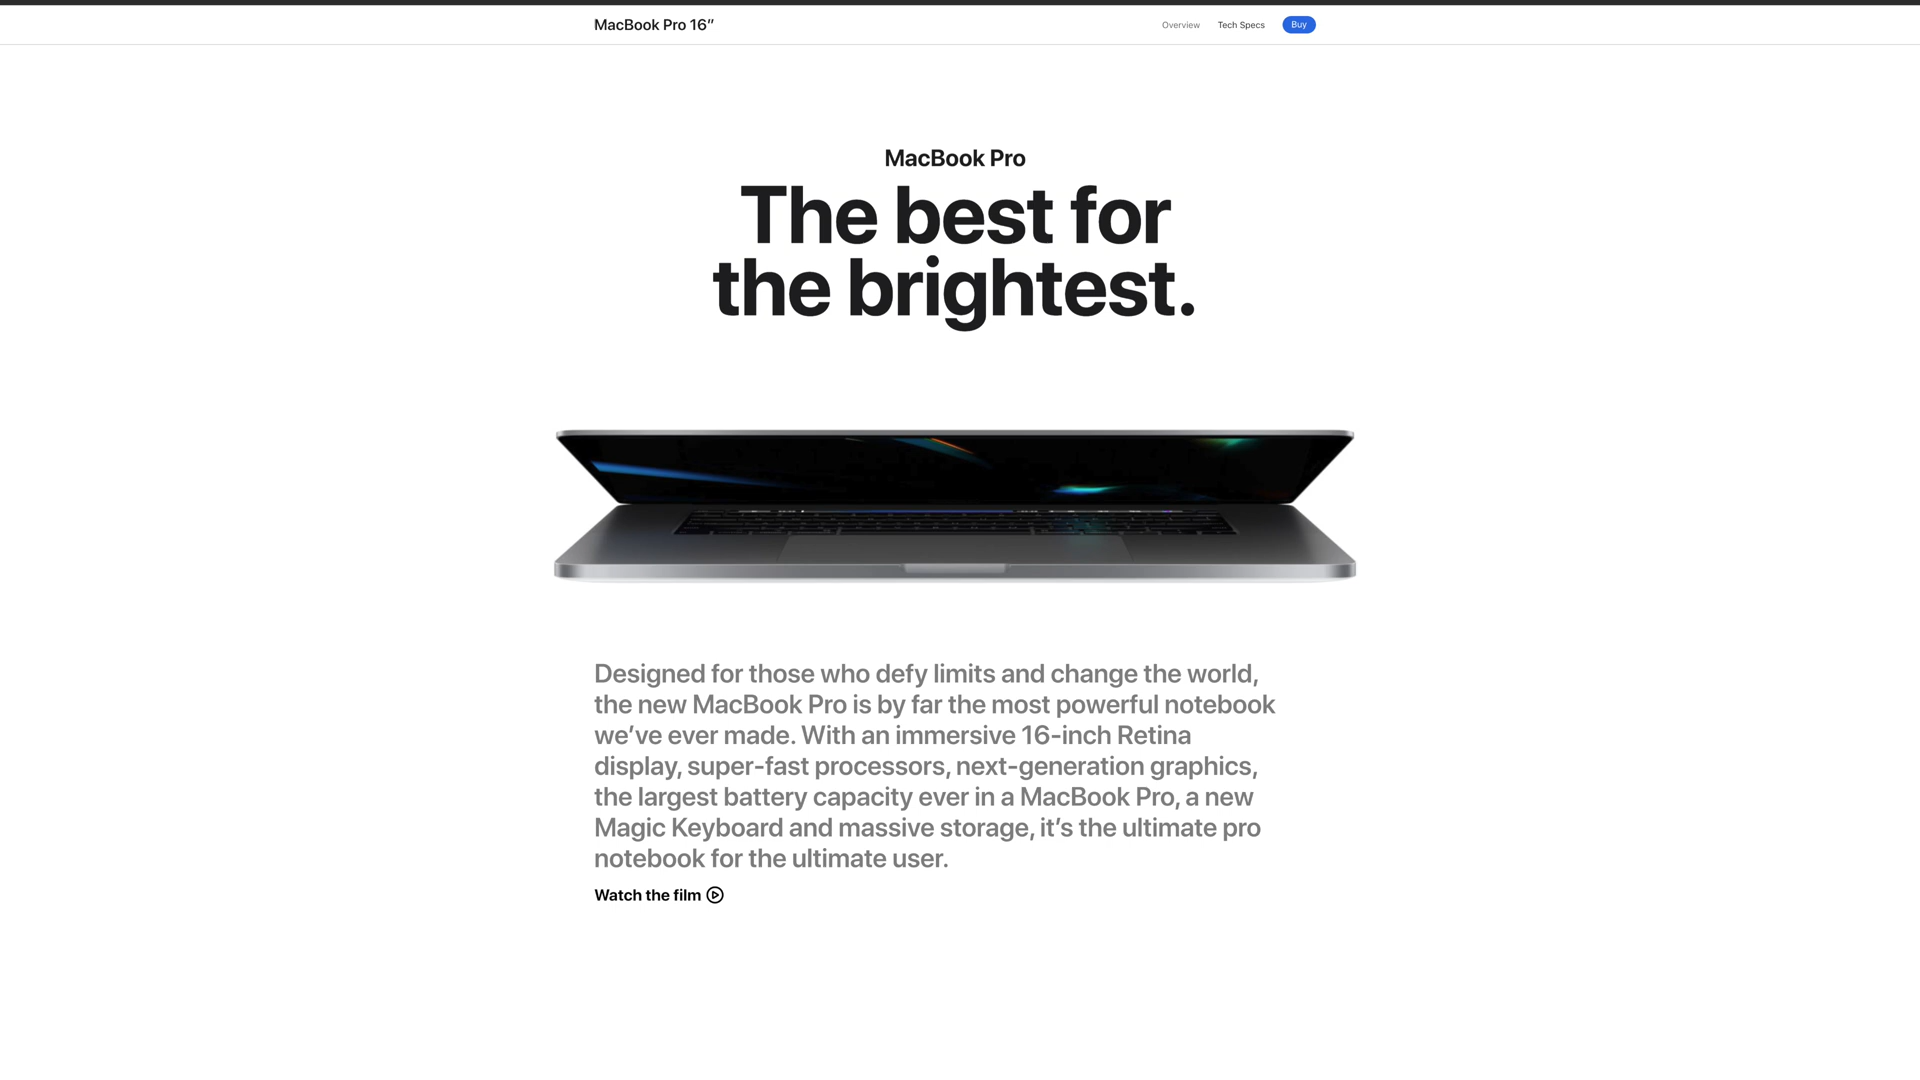 MacBook Pro 16″
Overview
Tech Specs
Buy
MacBook Pro
The best for
the brightest.
Designed for those who defy limits and change the world,
the new MacBook Pro is by far the most powerful notebook
we’ve ever made. With an immersive 16-inch Retina
display, super-fast processors, next-generation graphics,
the largest battery capacity ever in a MacBook Pro, a new
Magic Keyboard and massive storage, it’s the ultimate pro
notebook for the ultimate user.
Watch the film